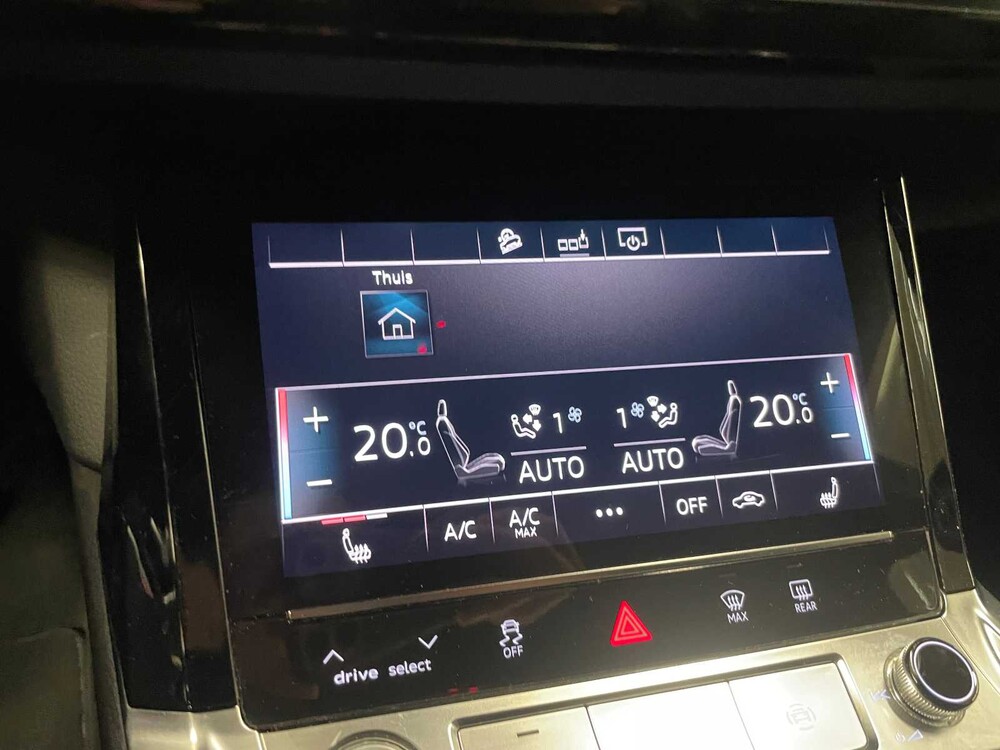 Thuis
+ 20.0 °C 1 1 20.0 °C +
- AUTO AUTO -
A/C A/C MAX ... OFF
drive select OFF MAX REAR